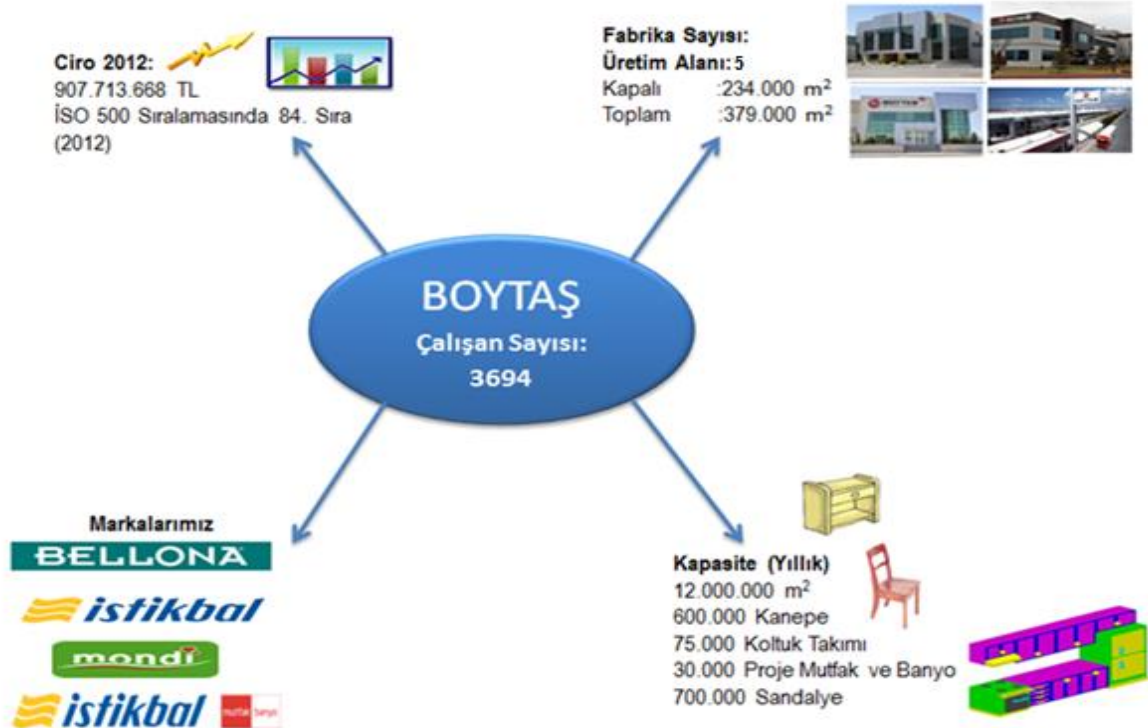 Ciro 2012:
907.713.668 TL
İSO 500 Sıralamasında 84. Sıra
(2012)
Fabrika Sayısı:
Üretim Alanı: 5
Kapalı :234.000 m²
Toplam :379.000 m²
BOYTAŞ
Çalışan Sayısı:
3694
Markalarımız
BELLONA
istikbal
mondi
istikbal mutfak banyo
Kapasite (Yıllık)
12.000.000 m²
600.000 Kanepe
75.000 Koltuk Takımı
30.000 Proje Mutfak ve Banyo
700.000 Sandalye